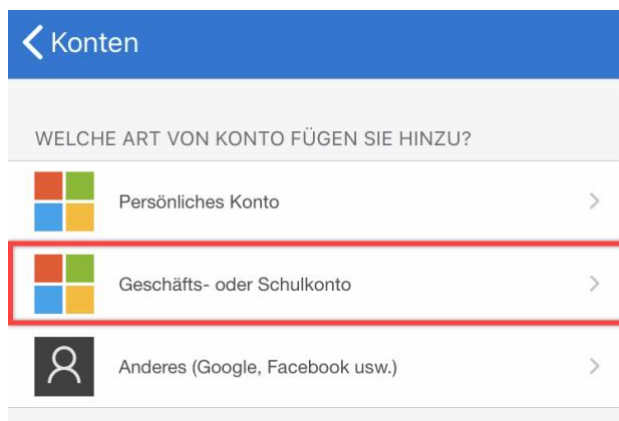 Konten
WELCHE ART VON KONTO FÜGEN SIE HINZU?
Persönliches Konto
Geschäfts- oder Schulkonto
Anderes (Google, Facebook usw.)